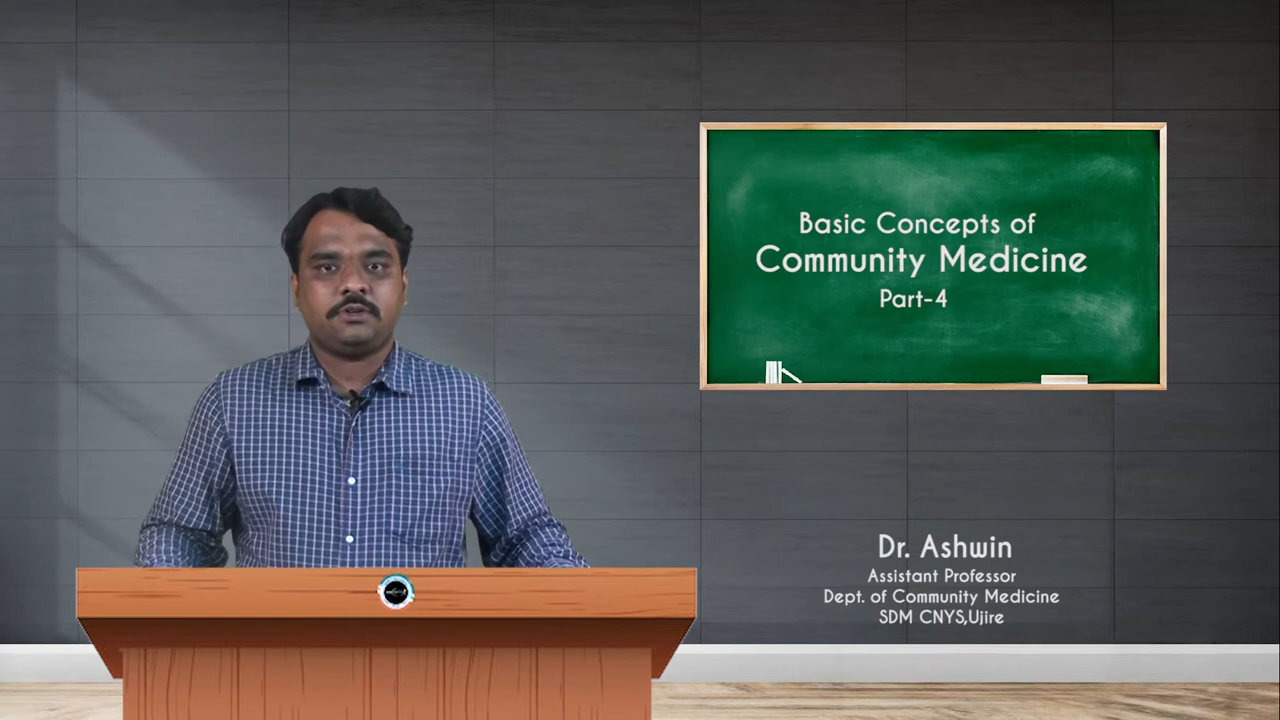 Basic Concepts of
Community Medicine
Part-4
Dr. Ashwin
Assistant Professor
Dept. of Community Medicine
SDM CNYS,Ujire